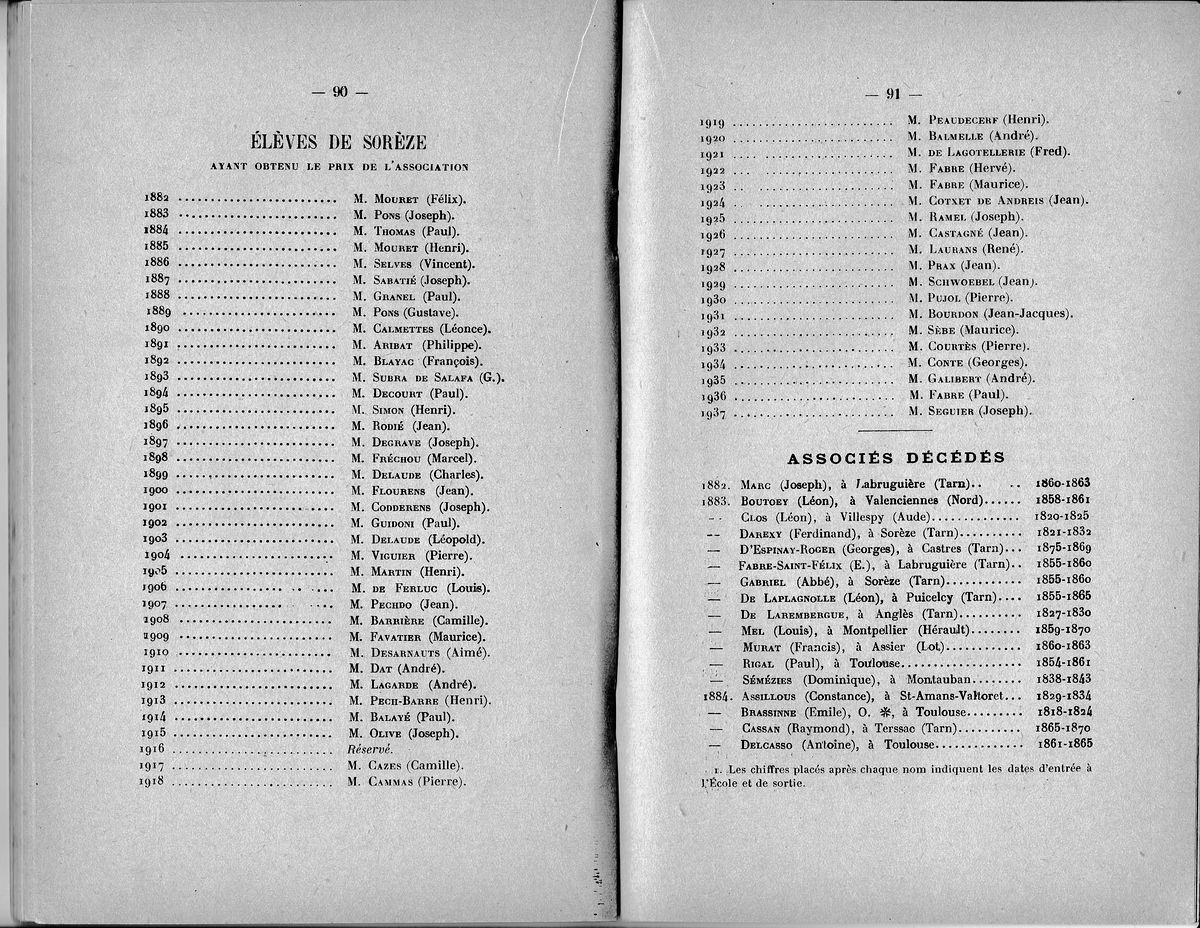 — 90 —
ÉLÈVES DE SORÈZE
AYANT OBTENU LE PRIX DE L'ASSOCIATION
1882 ........................ M. MOURET (Félix).
1883 ........................ M. PONS (Joseph).
1884 ........................ M. THOMAS (Paul).
1885 ........................ M. MOURET (Henri).
1886 ........................ M. SELVES (Vincent).
1887 ........................ M. SABATIÉ (Joseph).
1888 ........................ M. GRANEL (Paul).
1889 ........................ M. PONS (Gustave).
1890 ........................ M. CALMETTES (Léonce).
1891 ........................ M. ARIBAT (Philippe).
1892 ........................ M. BLAYAC (François).
1893 ........................ M. SUBRA DE SALAFA (G.).
1894 ........................ M. DECOURT (Paul).
1895 ........................ M. SIMON (Henri).
1896 ........................ M. RODIÉ (Jean).
1897 ........................ M. DEGRAVE (Joseph).
1898 ........................ M. FRÉCHOU (Marcel).
1899 ........................ M. DELAUDE (Charles).
1900 ........................ M. FLOURENS (Jean).
1901 ........................ M. CODDERENS (Joseph).
1902 ........................ M. GUIDONI (Paul).
1903 ........................ M. DELAUDE (Léopold).
1904 ........................ M. VIGUIER (Pierre).
1905 ........................ M. MARTIN (Henri).
1906 ........................ M. DE FERLUC (Louis).
1907 ........................ M. PECHDO (Jean).
1908 ........................ M. BARRIÈRE (Camille).
1909 ........................ M. FAVATIER (Maurice).
1910 ........................ M. DESARNAUTS (Aimé).
1911 ........................ M. DAT (André).
1912 ........................ M. LAGARDE (André).
1913 ........................ M. PECH-BARRE (Henri).
1914 ........................ M. BALAYÉ (Paul).
1915 ........................ M. OLIVE (Joseph).
1916 ........................ Réservé.
1917 ........................ M. CAZES (Camille).
1918 ........................ M. CAMMAS (Pierre).
— 91 —
1919 ........................ M. PEAUDECERF (Henri).
1920 ........................ M. BALMELLE (André).
1921 ........................ M. DE LAGOTELLERIE (Fred).
1922 ........................ M. FABRE (Hervé).
1923 ........................ M. FABRE (Maurice).
1924 ........................ M. COTXET DE ANDREIS (Jean).
1925 ........................ M. RAMEL (Joseph).
1926 ........................ M. CASTAGNÉ (Jean).
1927 ........................ M. LAURANS (René).
1928 ........................ M. PRAX (Jean).
1929 ........................ M. SCHWOEBEL (Jean).
1930 ........................ M. PUJOL (Pierre).
1931 ........................ M. BOURDON (Jean-Jacques).
1932 ........................ M. SÈBE (Maurice).
1933 ........................ M. COURTÈS (Pierre).
1934 ........................ M. CONTE (Georges).
1935 ........................ M. GALIBERT (André).
1936 ........................ M. FABRE (Paul).
1937 ........................ M. SEGUIER (Joseph).
ASSOCIÉS DÉCÉDÉS
1882. MARC (Joseph), à Labruguière (Tarn).. .. 1860-1863
1883. BOUTOEY (Léon), à Valenciennes (Nord)...... 1858-1861
— CLOS (Léon), à Villespy (Aude).............. 1820-1825
— DAREXY (Ferdinand), à Sorèze (Tarn).......... 1821-1832
— D'ESPINAY-ROGER (Georges), à Castres (Tarn)... 1875-1869
— FABRE-SAINT-FÉLIX (E.), à Labruguière (Tarn).. 1855-1860
— GABRIEL (Abbé), à Sorèze (Tarn)............ 1855-1860
— DE LAPLAGNOLLE (Léon), à Puicelcy (Tarn).... 1855-1865
— DE LAREMBERGUE, à Anglès (Tarn).......... 1827-1830
— MEL (Louis), à Montpellier (Hérault)........ 1859-1870
— MURAT (Francis), à Assier (Lot)............ 1860-1863
— RIGAL (Paul), à Toulouse.................. 1854-1861
— SÉMÉZIES (Dominique), à Montauban........ 1838-1843
1884. ASSILLOUS (Constance), à St-Amans-Valtoret... 1829-1834
— BRASSINNE (Emile), O. ✻, à Toulouse......... 1818-1824
— CASSAN (Raymond), à Terssac (Tarn).......... 1865-1870
— DELCASSO (Antoine), à Toulouse.............. 1861-1865
1. Les chiffres placés après chaque nom indiquent les dates d'entrée à
l'École et de sortie.